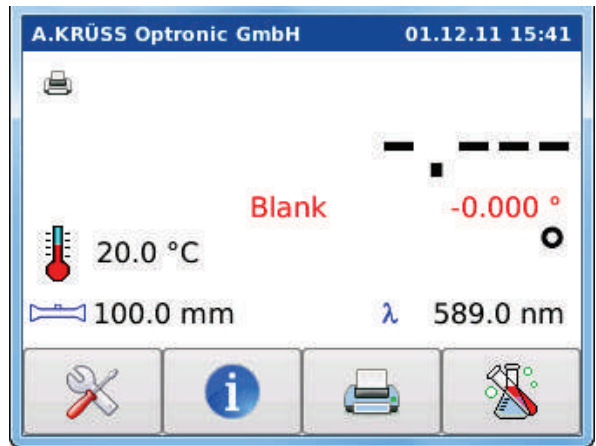 A.KRÜSS Optronic GmbH 01.12.11 15:41
-.---
Blank -0.000 °
°
20.0 °C
100.0 mm λ 589.0 nm
i